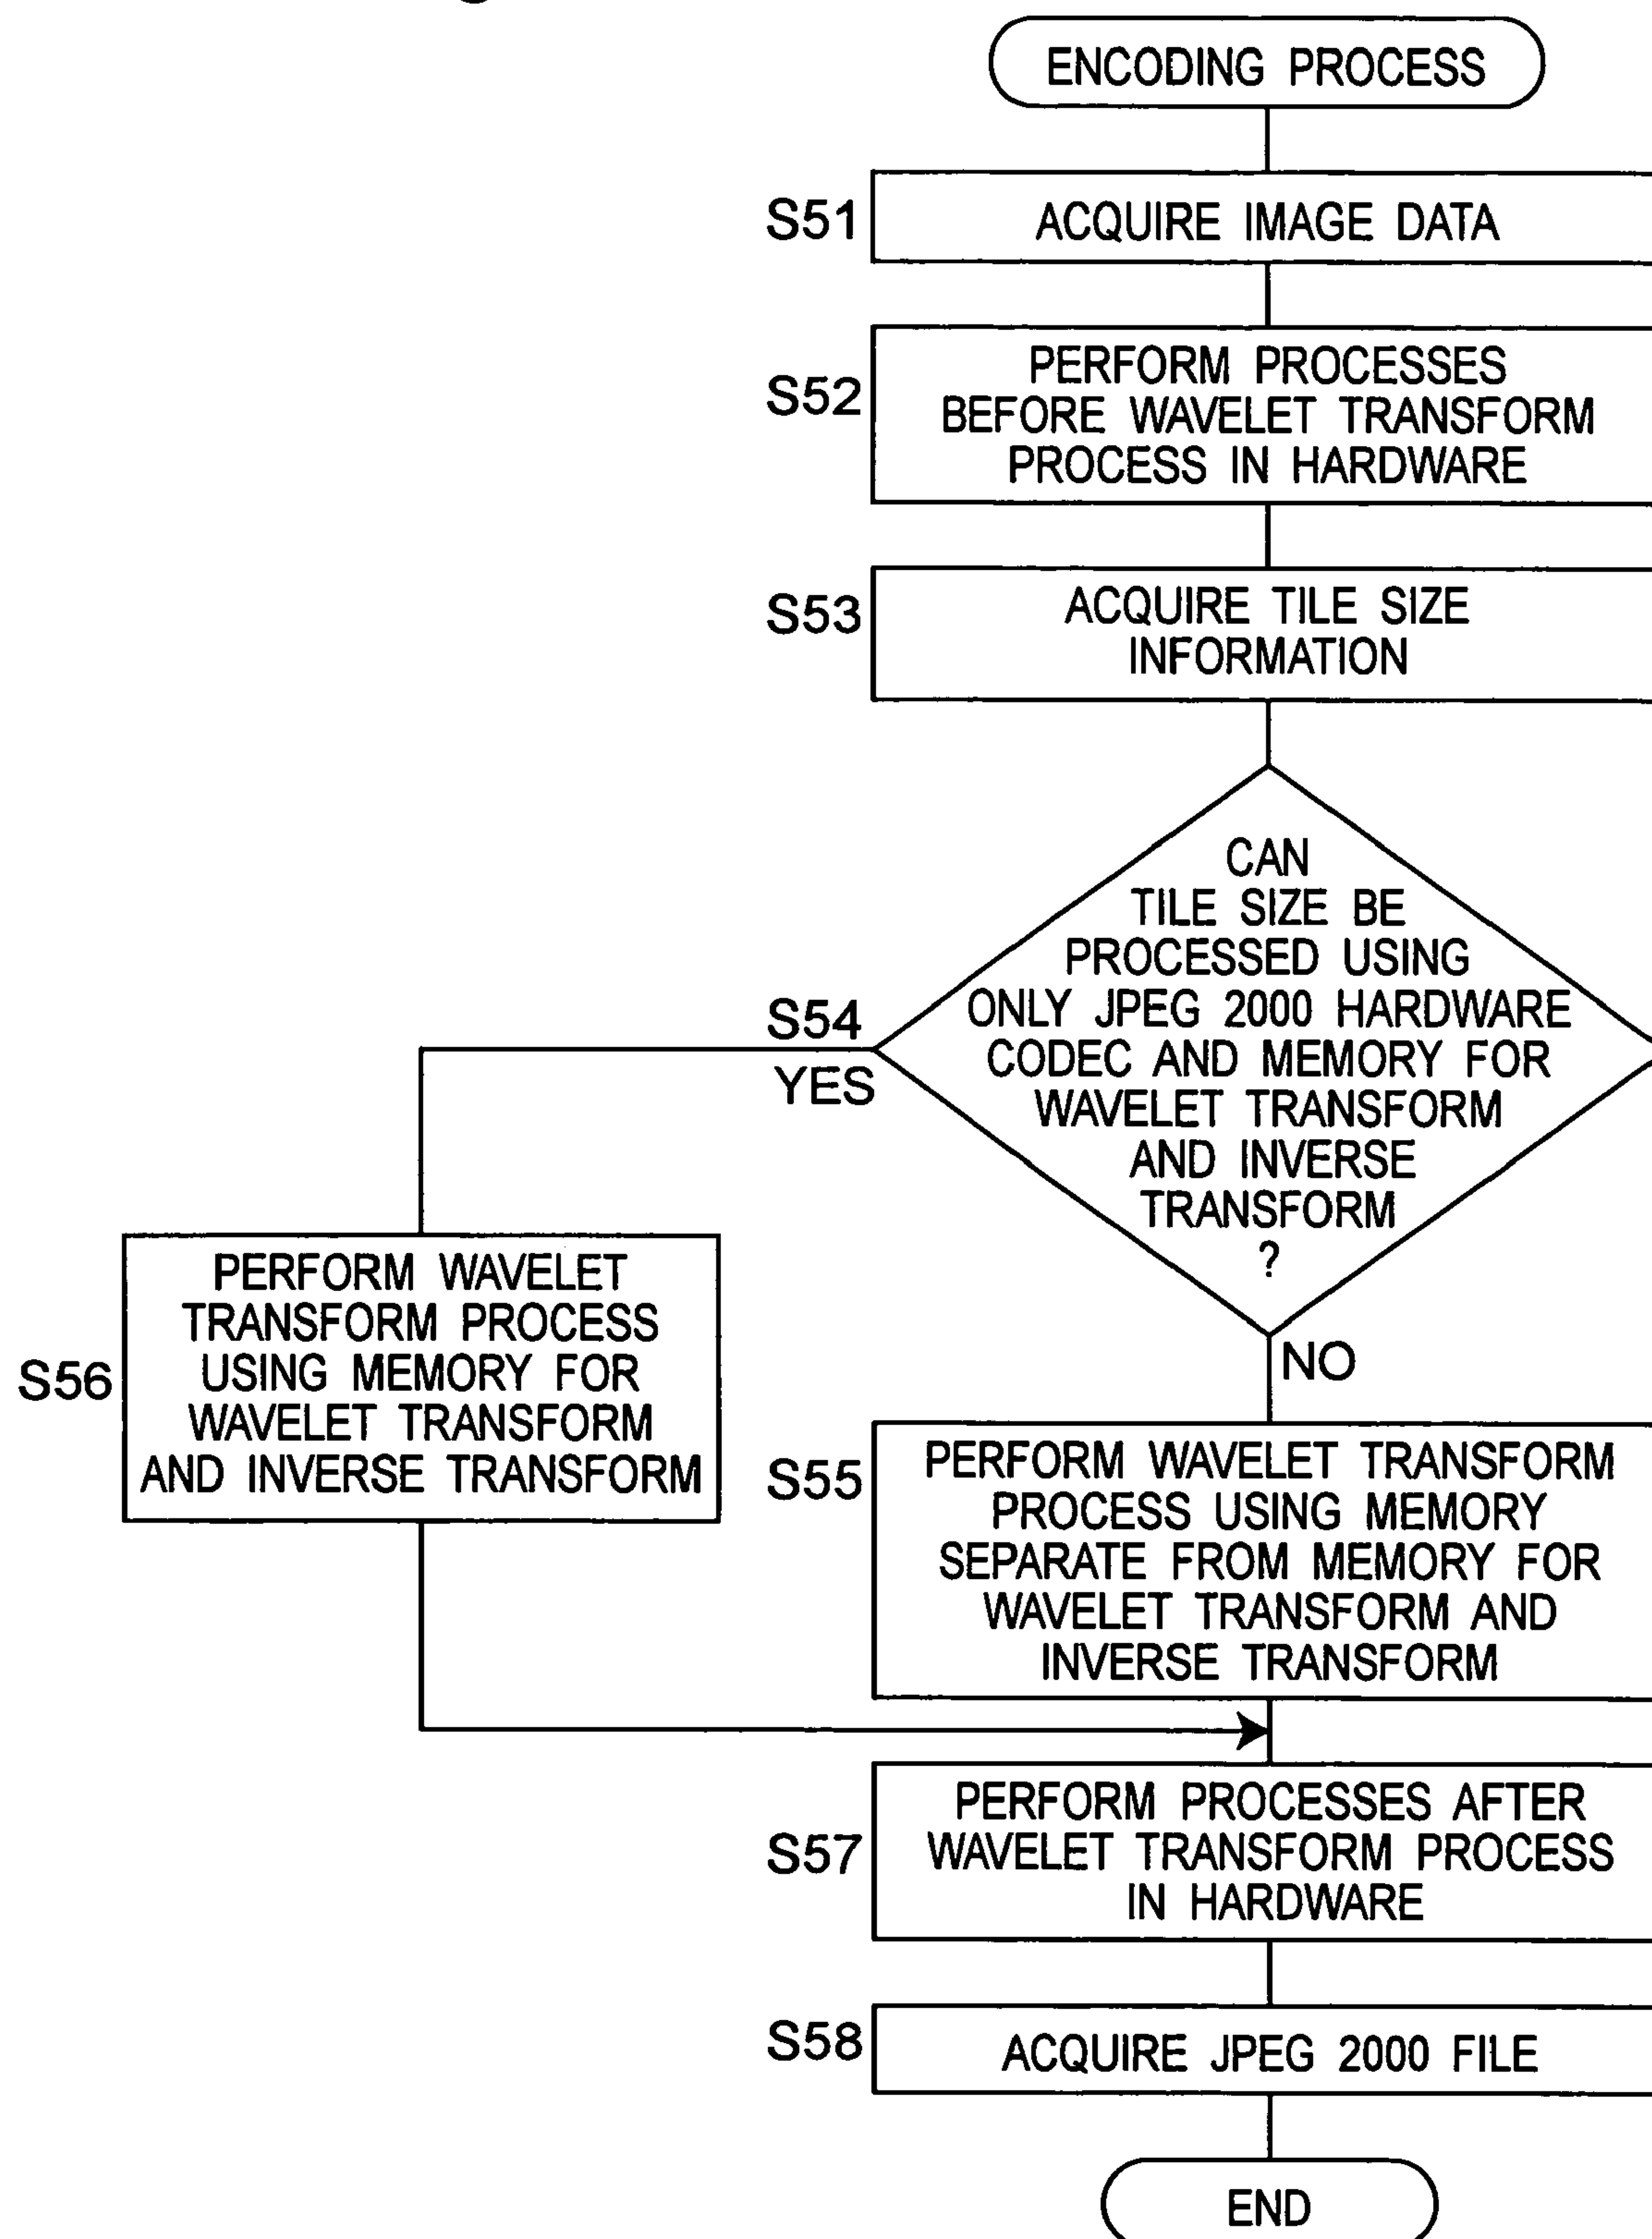 ENCODING PROCESS
S51
ACQUIRE IMAGE DATA
S52
PERFORM PROCESSES
BEFORE WAVELET TRANSFORM
PROCESS IN HARDWARE
S53
ACQUIRE TILE SIZE
INFORMATION
S54
CAN
TILE SIZE BE
PROCESSED USING
ONLY JPEG 2000 HARDWARE
CODEC AND MEMORY FOR
WAVELET TRANSFORM
AND INVERSE
TRANSFORM
?
YES
NO
S56
PERFORM WAVELET
TRANSFORM PROCESS
USING MEMORY FOR
WAVELET TRANSFORM
AND INVERSE TRANSFORM
S55
PERFORM WAVELET TRANSFORM
PROCESS USING MEMORY
SEPARATE FROM MEMORY FOR
WAVELET TRANSFORM AND
INVERSE TRANSFORM
S57
PERFORM PROCESSES AFTER
WAVELET TRANSFORM PROCESS
IN HARDWARE
S58
ACQUIRE JPEG 2000 FILE
END